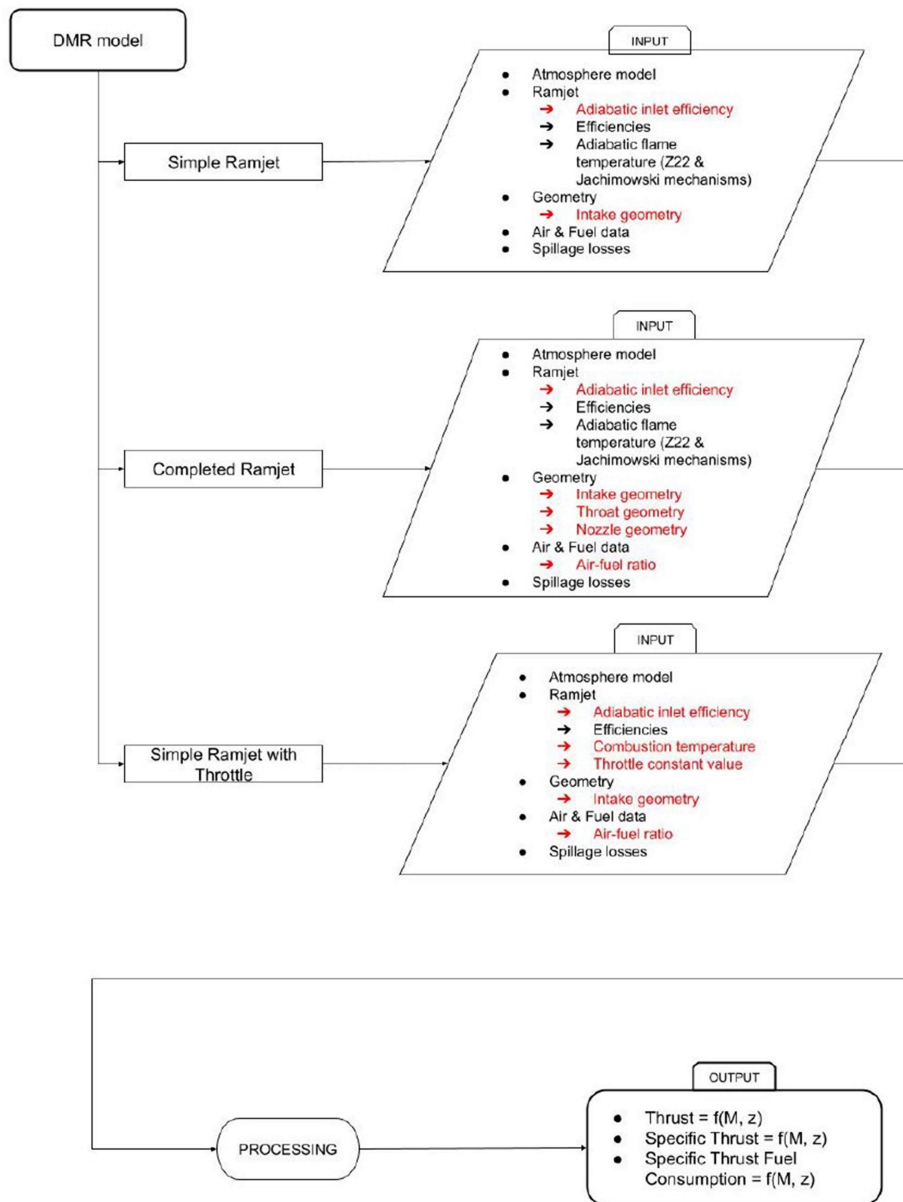 DMR model
INPUT
● Atmosphere model
● Ramjet
➔ Adiabatic inlet efficiency
➔ Efficiencies
➔ Adiabatic flame
temperature (Z22 &
Jachimowski mechanisms)
● Geometry
➔ Intake geometry
● Air & Fuel data
● Spillage losses
Simple Ramjet
INPUT
● Atmosphere model
● Ramjet
➔ Adiabatic inlet efficiency
➔ Efficiencies
➔ Adiabatic flame
temperature (Z22 &
Jachimowski mechanisms)
● Geometry
➔ Intake geometry
➔ Throat geometry
➔ Nozzle geometry
● Air & Fuel data
➔ Air-fuel ratio
● Spillage losses
Completed Ramjet
INPUT
● Atmosphere model
● Ramjet
➔ Adiabatic inlet efficiency
➔ Efficiencies
➔ Combustion temperature
➔ Throttle constant value
● Geometry
➔ Intake geometry
● Air & Fuel data
➔ Air-fuel ratio
● Spillage losses
Simple Ramjet with
Throttle
PROCESSING
OUTPUT
● Thrust = f(M, z)
● Specific Thrust = f(M, z)
● Specific Thrust Fuel
Consumption = f(M, z)